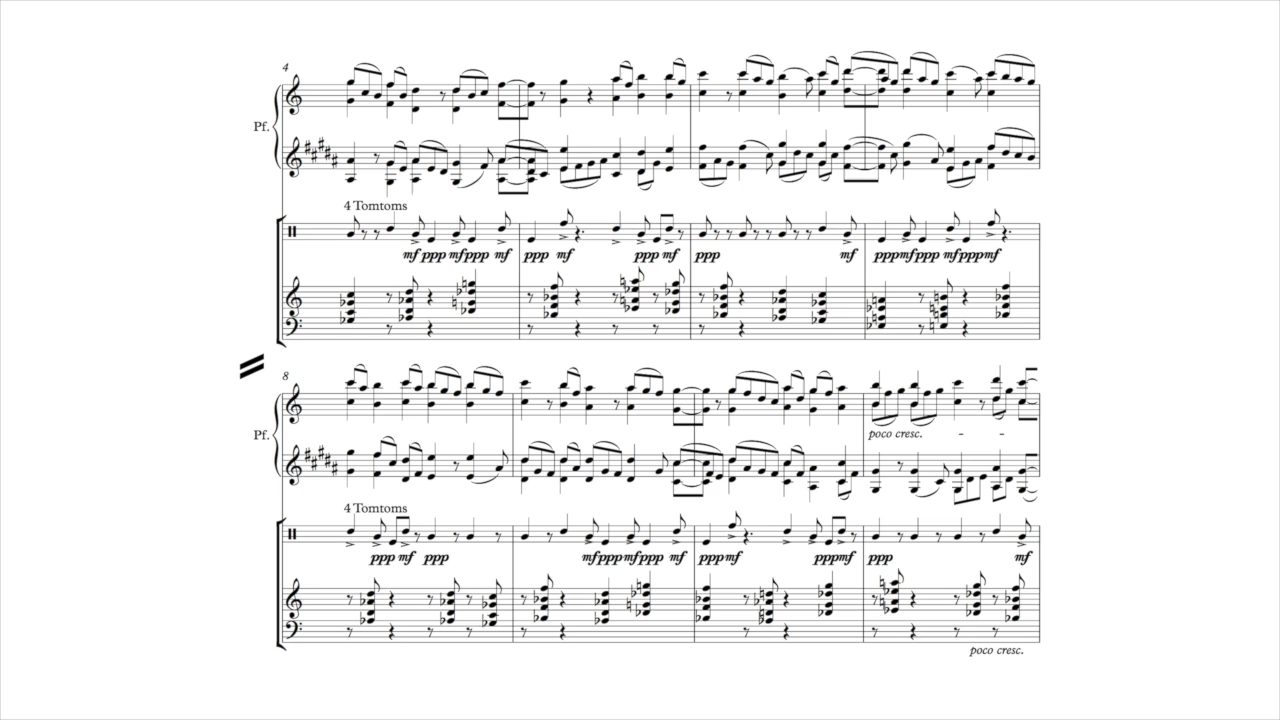 4
Pf.
4 Tomtoms
mf ppp mf ppp mf ppp mf ppp mf ppp mf ppp mf ppp mf ppp mf
8
Pf.
poco cresc. - -
4 Tomtoms
ppp mf ppp mf ppp mf ppp mf ppp mf ppp mf ppp mf
poco cresc.